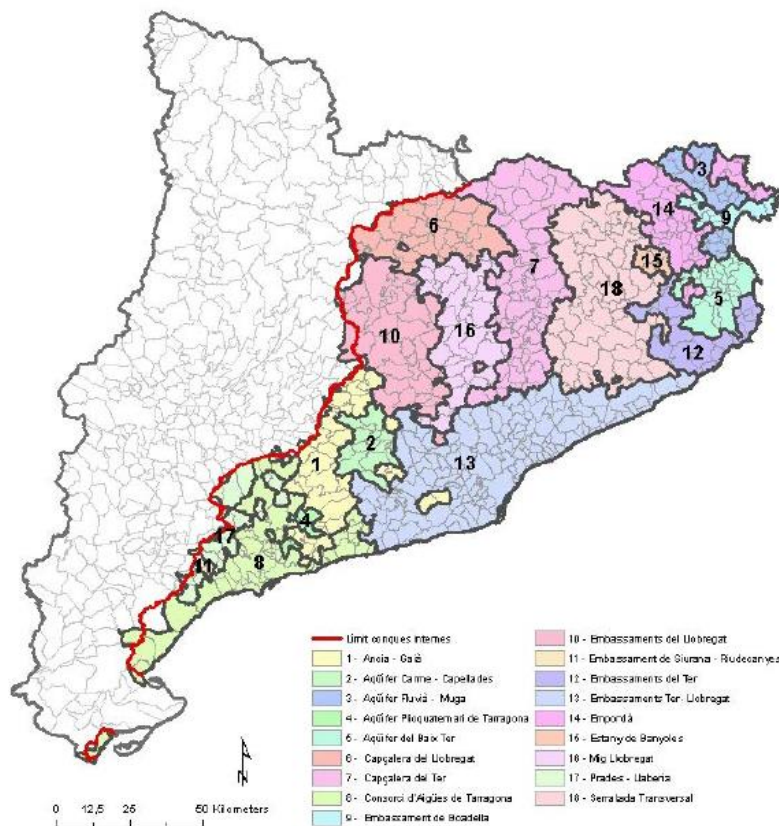 3
14
9
6
7
15
18
5
10
16
12
2
1
13
4
17
11
8
Límit conques internes
1 - Anoia - Gaià
2 - Aqüífer Carme - Capellades
3 - Aqüífer Fluvià - Muga
4 - Aqüífer Plioquaternari de Tarragona
5 - Aqüífer del Baix Ter
6 - Capçalera del Llobregat
7 - Capçalera del Ter
8 - Consorci d'Aigües de Tarragona
9 - Embassament de Boadella
10 - Embassaments del Llobregat
11 - Embassament de Siurana - Riudecanyes
12 - Embassaments del Ter
13 - Embassaments Ter- Llobregat
14 - Empordà
15 - Estany de Banyoles
16 - Mig Llobregat
17 - Prades - Llaberia
18 - Serralada Transversal
N
0 12,5 25 50 Kilometers